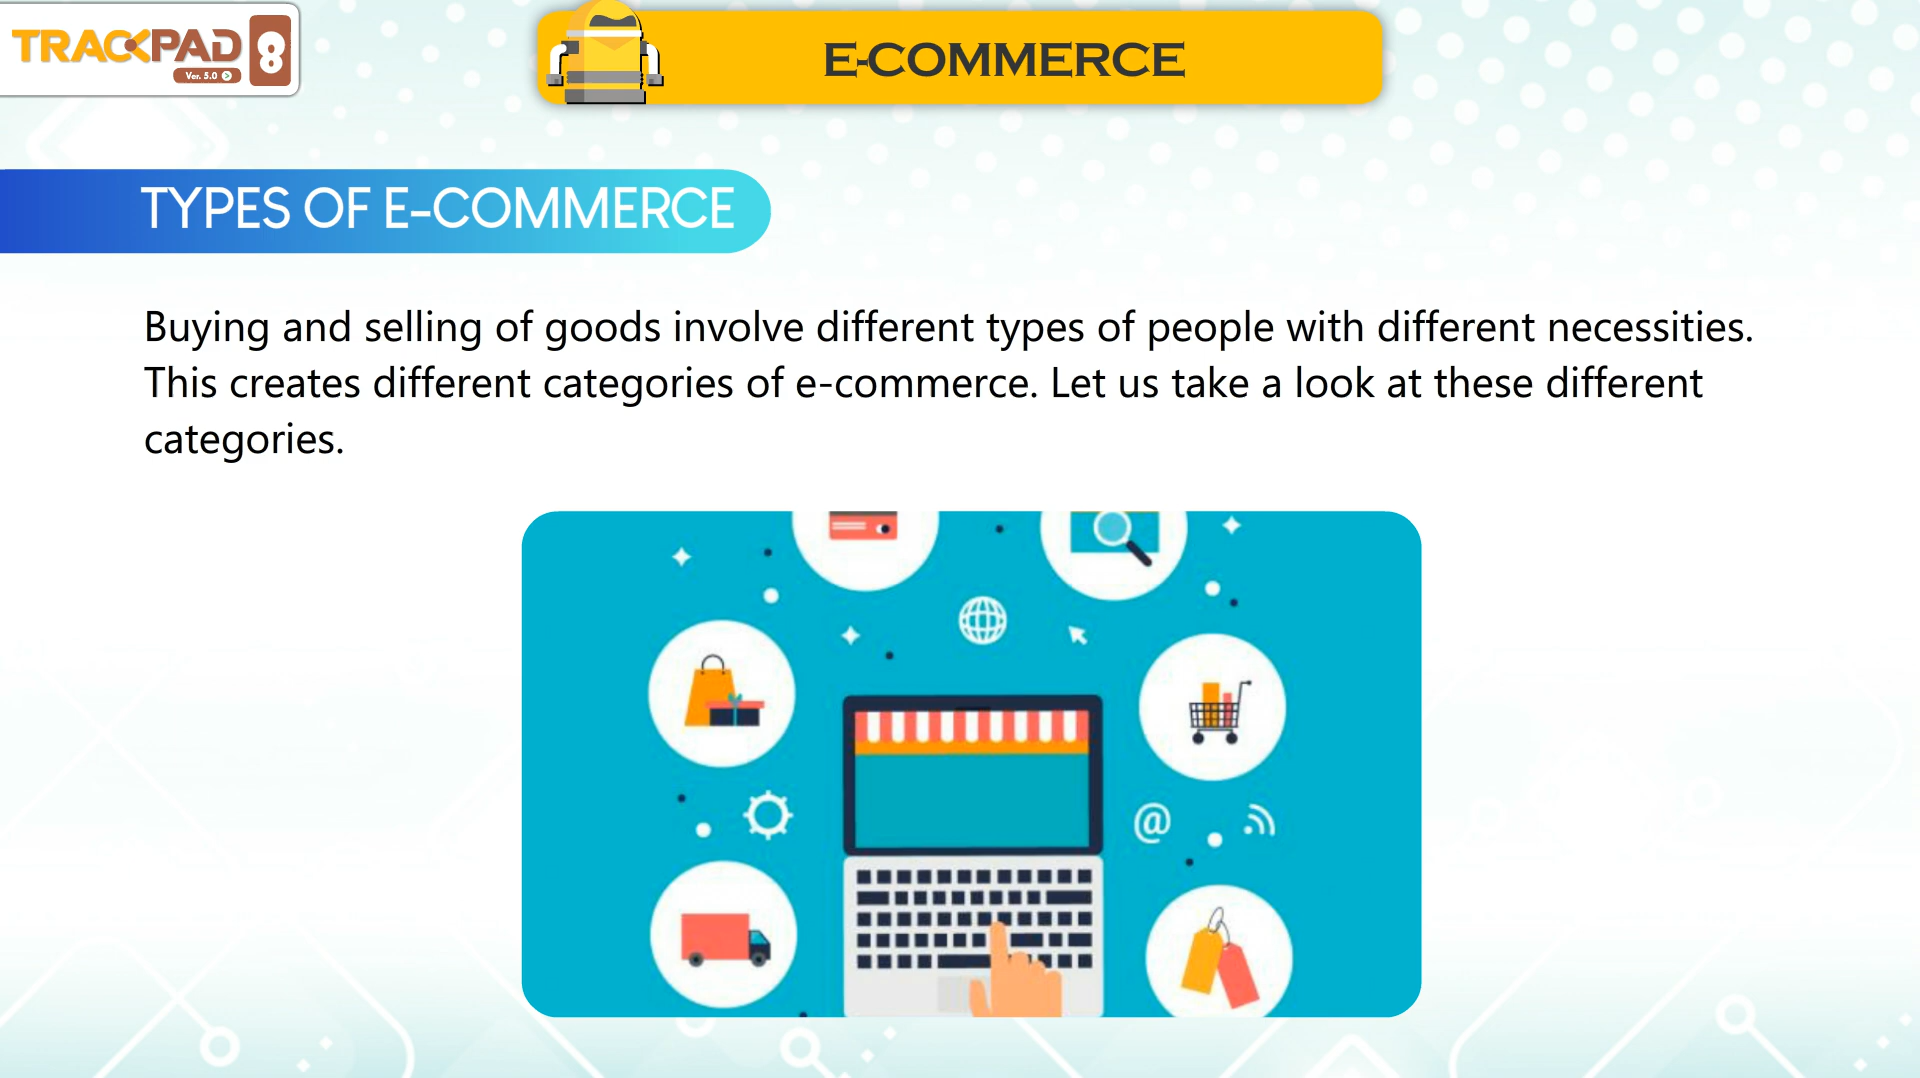 TRACKPAD 8
Ver. 5.0
E-COMMERCE
TYPES OF E-COMMERCE
Buying and selling of goods involve different types of people with different necessities.
This creates different categories of e-commerce. Let us take a look at these different
categories.
@